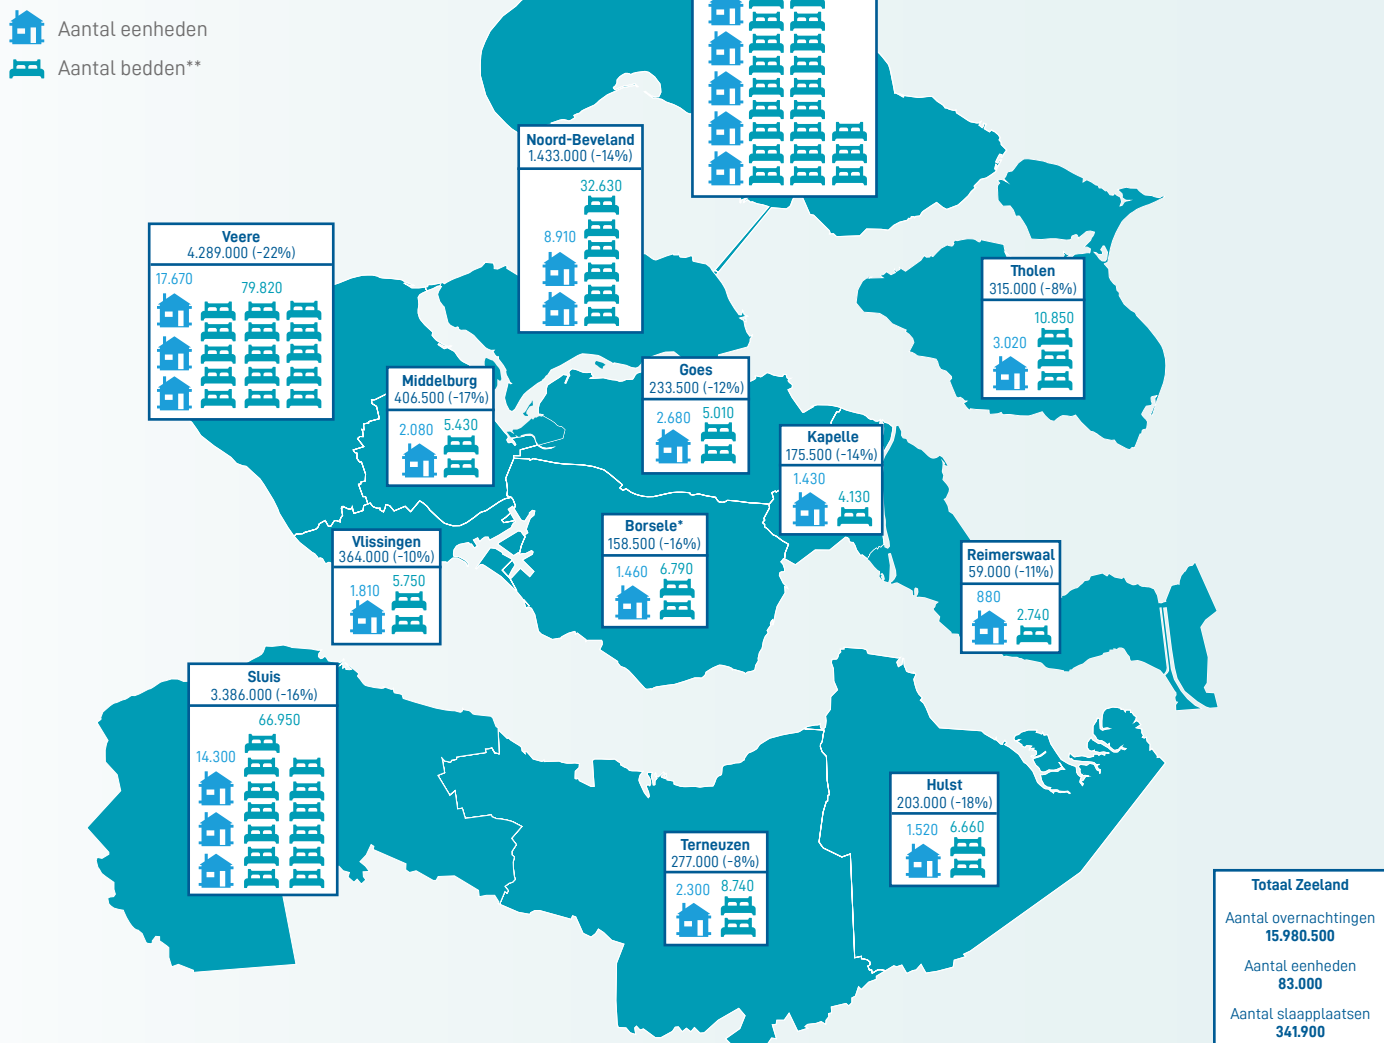 Aantal eenheden
Aantal bedden**
Noord-Beveland
1.433.000 (-14%)
32.630
8.910
Veere
4.289.000 (-22%)
17.670
79.820
Tholen
315.000 (-8%)
10.850
3.020
Middelburg
406.500 (-17%)
2.080
5.430
Goes
233.500 (-12%)
2.680
5.010
Kapelle
175.500 (-14%)
1.430
4.130
Vlissingen
364.000 (-10%)
1.810
5.750
Borsele*
158.500 (-16%)
1.460
6.790
Reimerswaal
59.000 (-11%)
880
2.740
Sluis
3.386.000 (-16%)
66.950
14.300
Hulst
203.000 (-18%)
1.520
6.660
Terneuzen
277.000 (-8%)
2.300
8.740
Totaal Zeeland
Aantal overnachtingen
15.980.500
Aantal eenheden
83.000
Aantal slaapplaatsen
341.900